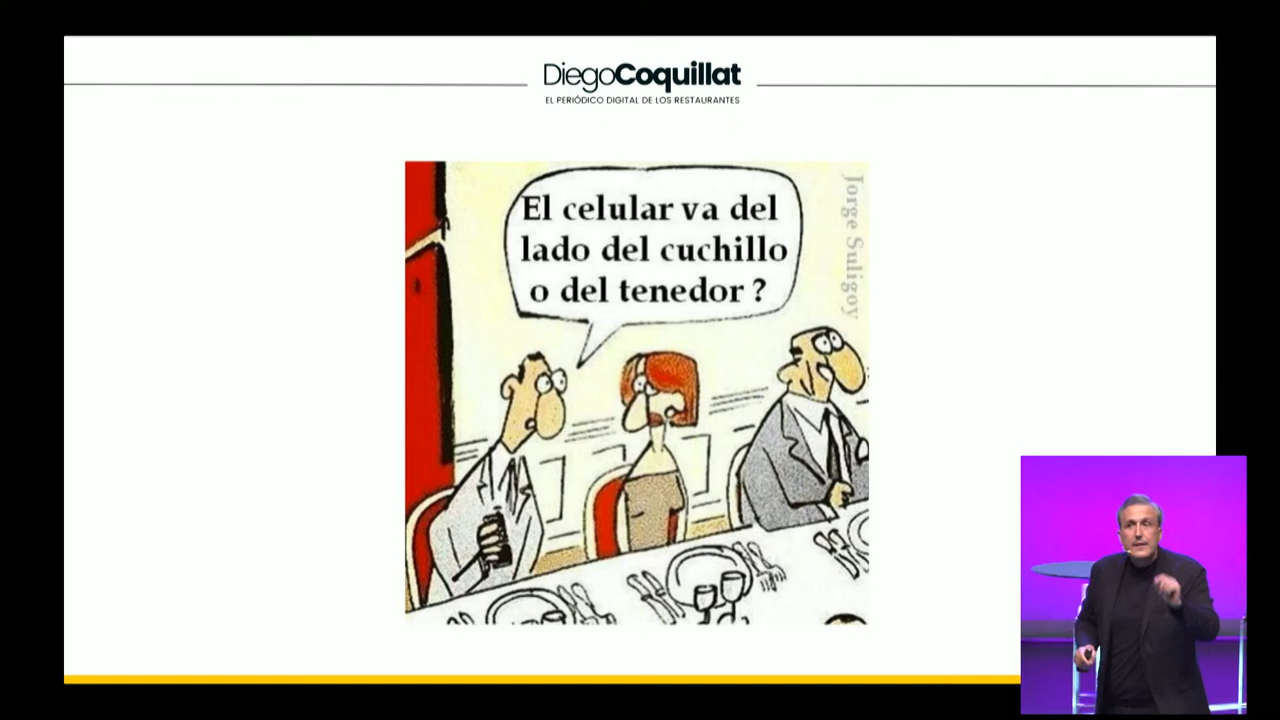 DiegoCoquillat
EL PERIÓDICO DIGITAL DE LOS RESTAURANTES
El celular va del
lado del cuchillo
o del tenedor ?
Jorge Suligoy